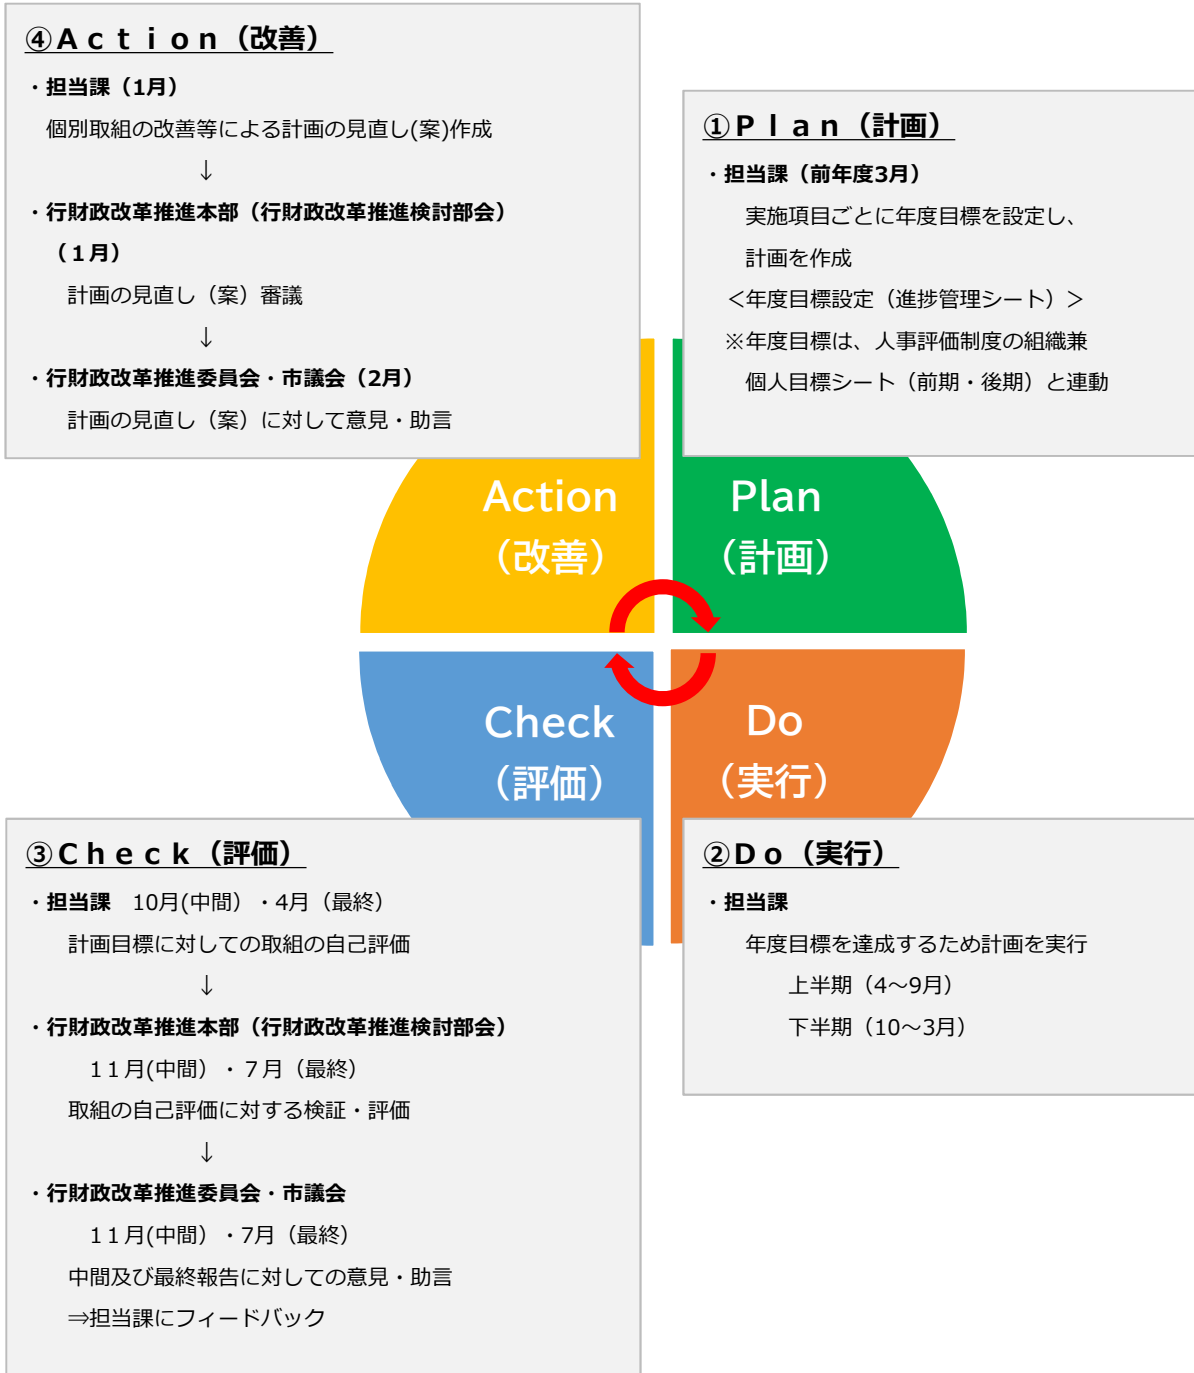 ④Ａｃｔｉｏｎ（改善）
・担当課（1月）
個別取組の改善等による計画の見直し(案)作成
↓
・行財政改革推進本部（行財政改革推進検討部会）
（１月）
計画の見直し（案）審議
↓
・行財政改革推進委員会・市議会（2月）
計画の見直し（案）に対して意見・助言
①Ｐｌａｎ（計画）
・担当課（前年度3月）
実施項目ごとに年度目標を設定し、
計画を作成
＜年度目標設定（進捗管理シート）＞
※年度目標は、人事評価制度の組織兼
個人目標シート（前期・後期）と連動
Action
（改善）
Plan
（計画）
Check
（評価）
Do
（実行）
③Ｃｈｅｃｋ（評価）
・担当課　10月(中間）・4月（最終）
計画目標に対しての取組の自己評価
↓
・行財政改革推進本部（行財政改革推進検討部会）
１１月(中間）・７月（最終）
取組の自己評価に対する検証・評価
↓
・行財政改革推進委員会・市議会
１１月(中間）・7月（最終）
中間及び最終報告に対しての意見・助言
⇒担当課にフィードバック
②Ｄｏ（実行）
・担当課
年度目標を達成するため計画を実行
上半期（4～9月）
下半期（10～3月）